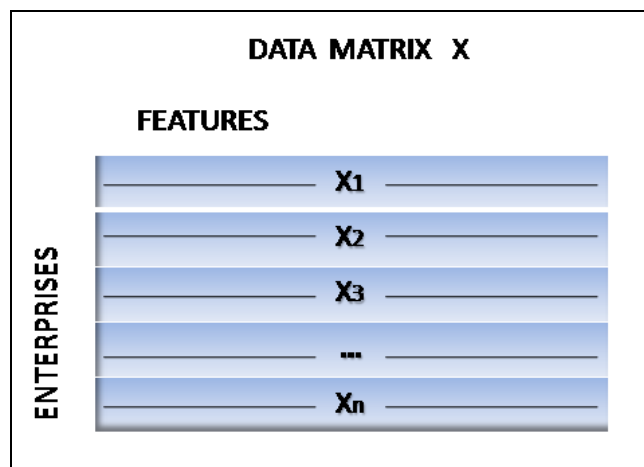 DATA MATRIX X
FEATURES
ENTERPRISES
X1
X2
X3
...
Xn